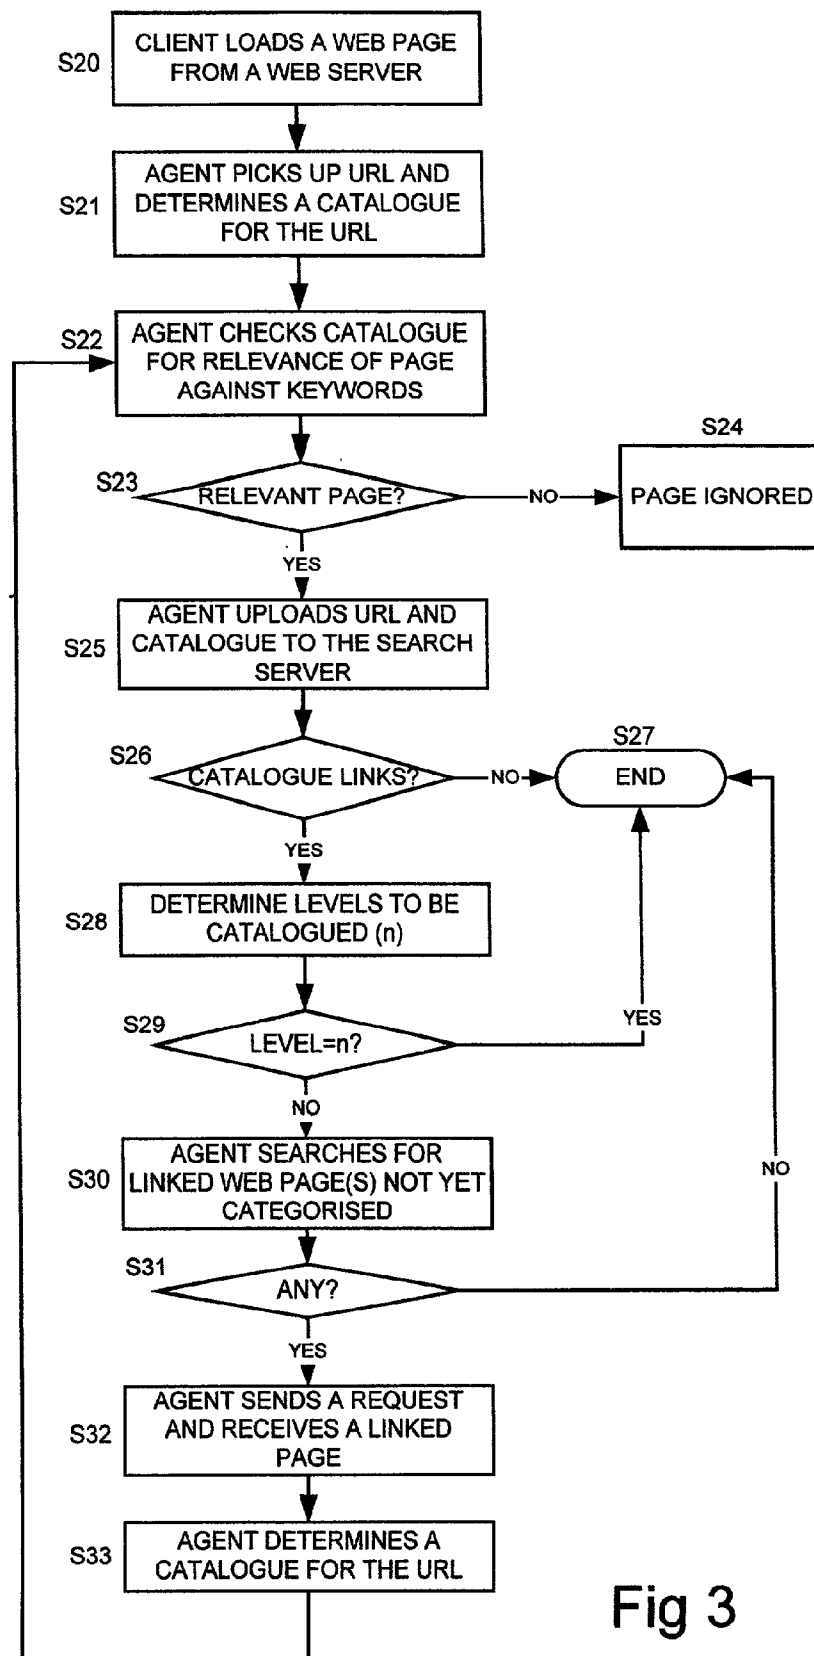 S20
CLIENT LOADS A WEB PAGE
FROM A WEB SERVER
S21
AGENT PICKS UP URL AND
DETERMINES A CATALOGUE
FOR THE URL
S22
AGENT CHECKS CATALOGUE
FOR RELEVANCE OF PAGE
AGAINST KEYWORDS
S23
RELEVANT PAGE?
NO
S24
PAGE IGNORED
YES
S25
AGENT UPLOADS URL AND
CATALOGUE TO THE SEARCH
SERVER
S26
CATALOGUE LINKS?
NO
S27
END
YES
S28
DETERMINE LEVELS TO BE
CATALOGUED (n)
S29
LEVEL=n?
YES
NO
S30
AGENT SEARCHES FOR
LINKED WEB PAGE(S) NOT YET
CATEGORISED
NO
S31
ANY?
YES
S32
AGENT SENDS A REQUEST
AND RECEIVES A LINKED
PAGE
S33
AGENT DETERMINES A
CATALOGUE FOR THE URL
Fig 3